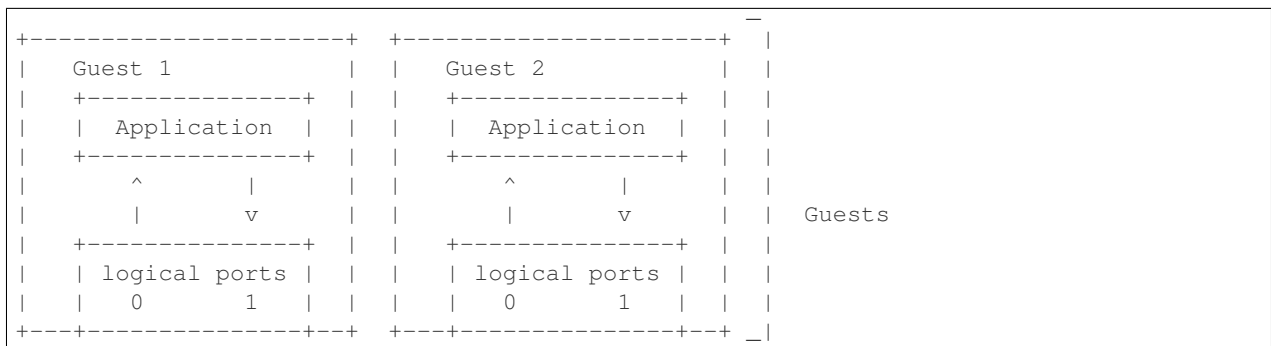 _
+----------------------+  +----------------------+  |
|   Guest 1            |  |   Guest 2            |  |
|   +---------------+  |  |   +---------------+  |  |
|   |  Application  |  |  |   |  Application  |  |  |
|   +---------------+  |  |   +---------------+  |  |
|       ^       |      |  |       ^       |      |  |
|       |       v      |  |       |       v      |  |  Guests
|   +---------------+  |  |   +---------------+  |  |
|   | logical ports |  |  |   | logical ports |  |  |
|   |   0       1   |  |  |   |   0       1   |  |  |
+---+---------------+--+  +---+---------------+--+ _|